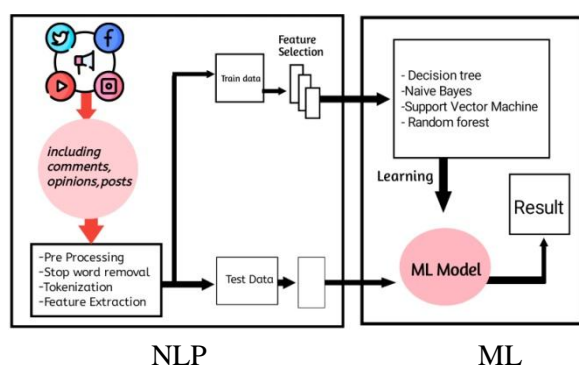 including
comments,
opinions,posts
-Pre Processing
-Stop word removal
-Tokenization
-Feature Extraction
Train data
Feature
Selection
Test Data
- Decision tree
-Naive Bayes
-Support Vector Machine
- Random forest
Learning
ML Model
Result
NLP
ML